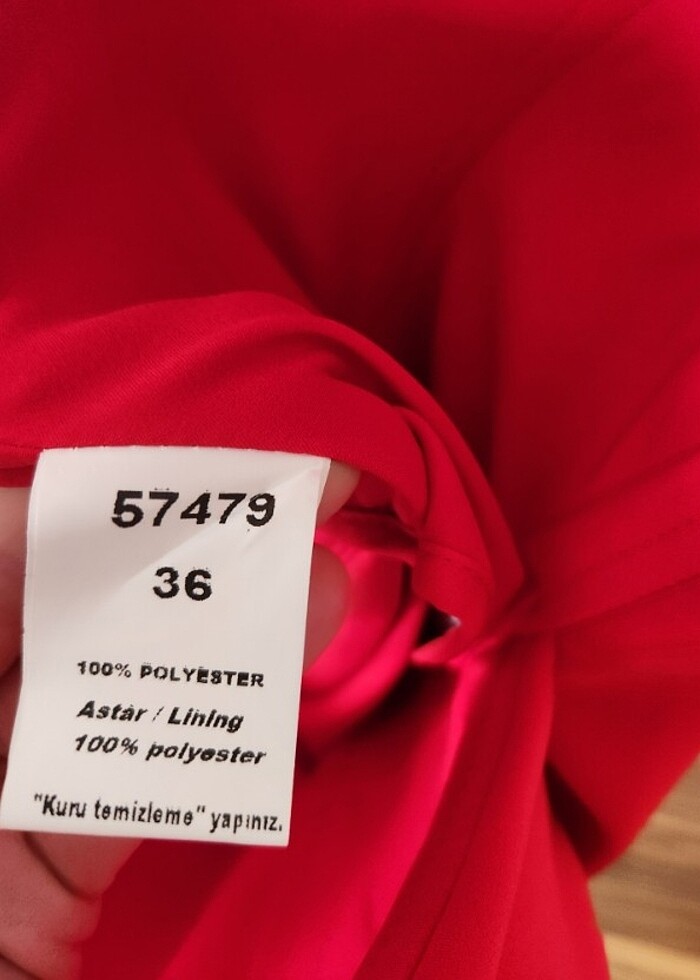 57479
36
100% POLYESTER
Astar / Lining
100% polyester
"Kuru temizleme" yapınız.